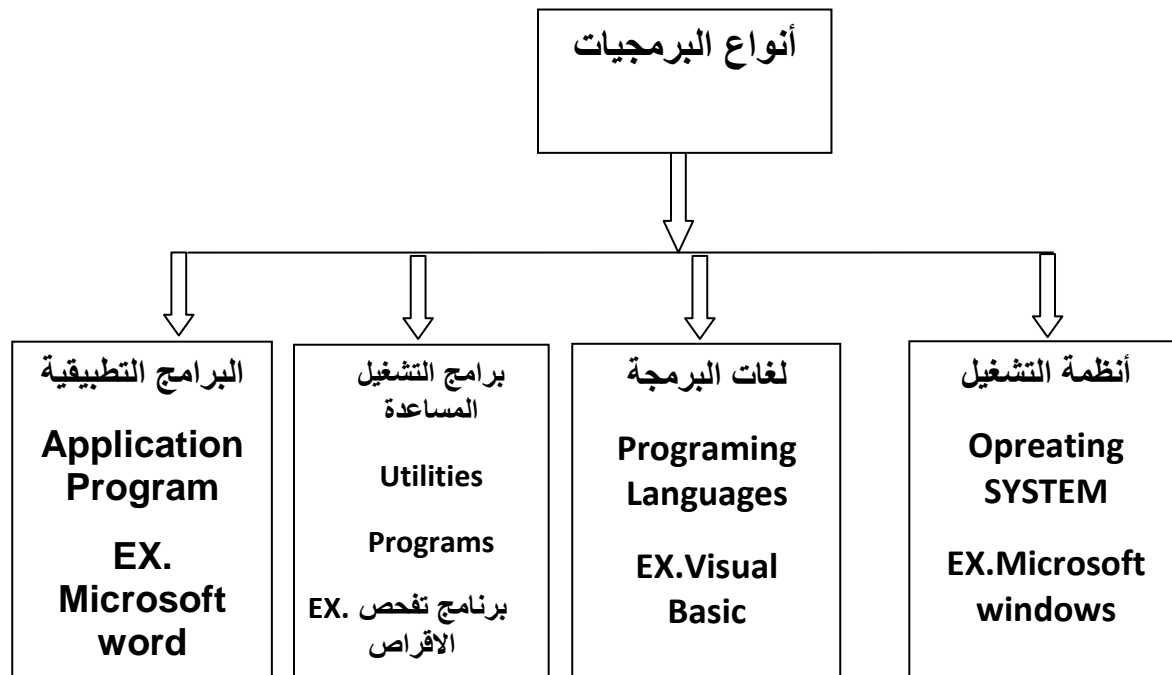 أنواع البرمجيات
أنظمة التشغيل
Opreating
SYSTEM
EX.Microsoft
windows
لغات البرمجة
Programing
Languages
EX.Visual
Basic
برامج التشغيل
المساعدة
Utilities
Programs
EX. برنامج تفحص
الاقراص
البرامج التطبيقية
Application
Program
EX.
Microsoft
word